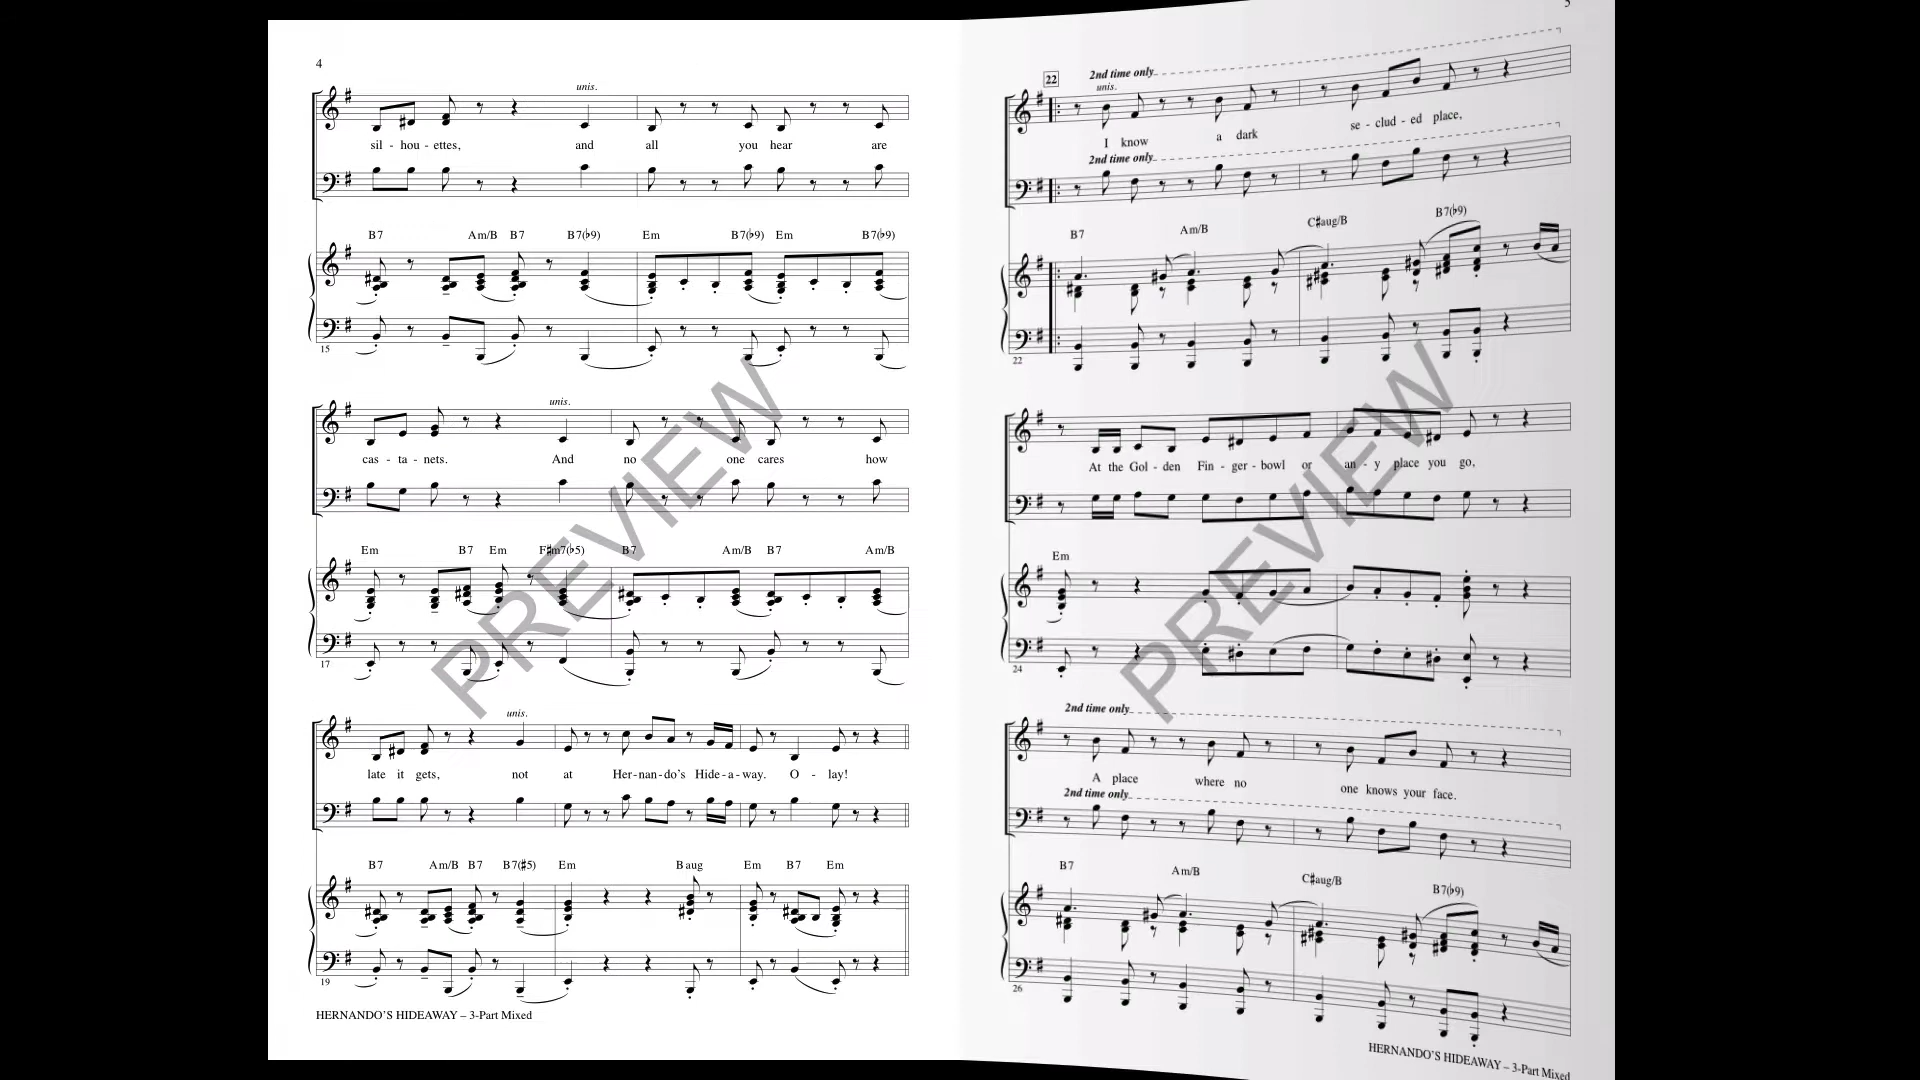 4
unis.
sil - hou - ettes, and all you hear are
B7 Am/B B7 B7(♭9) Em B7(♭9) Em B7(♭9)
15
unis.
cas - ta - nets. And no one cares how
Em B7 Em F♯m7(♭5) B7 Am/B B7 Am/B
17
unis.
late it gets, not at Her - nan - do's Hide - a - way. O - lay!
B7 Am/B B7 B7(♯5) Em B aug Em B7 Em
19
HERNANDO'S HIDEAWAY – 3-Part Mixed
PREVIEW
5
22 2nd time only
unis.
I know a dark se - clud - ed place,
2nd time only
B7 Am/B C♯aug/B B7(♭9)
22
At the Gol - den Fin - ger - bowl or an - y place you go,
Em
24
2nd time only
A place where no one knows your face.
2nd time only
B7 Am/B C♯aug/B B7(♭9)
26
HERNANDO'S HIDEAWAY – 3-Part Mixed
PREVIEW